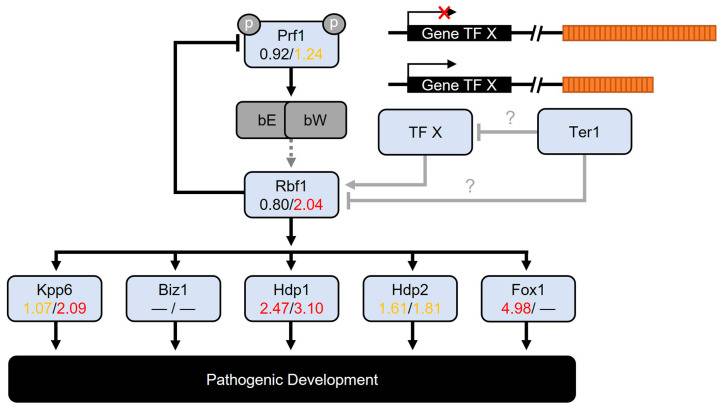 P
P
Prf1
0.92/1.24
Gene TF X
Gene TF X
bE
bW
TF X
?
Ter1
Rbf1
0.80/2.04
?
Kpp6
1.07/2.09
Biz1
— / —
Hdp1
2.47/3.10
Hdp2
1.61/1.81
Fox1
4.98/ —
Pathogenic Development